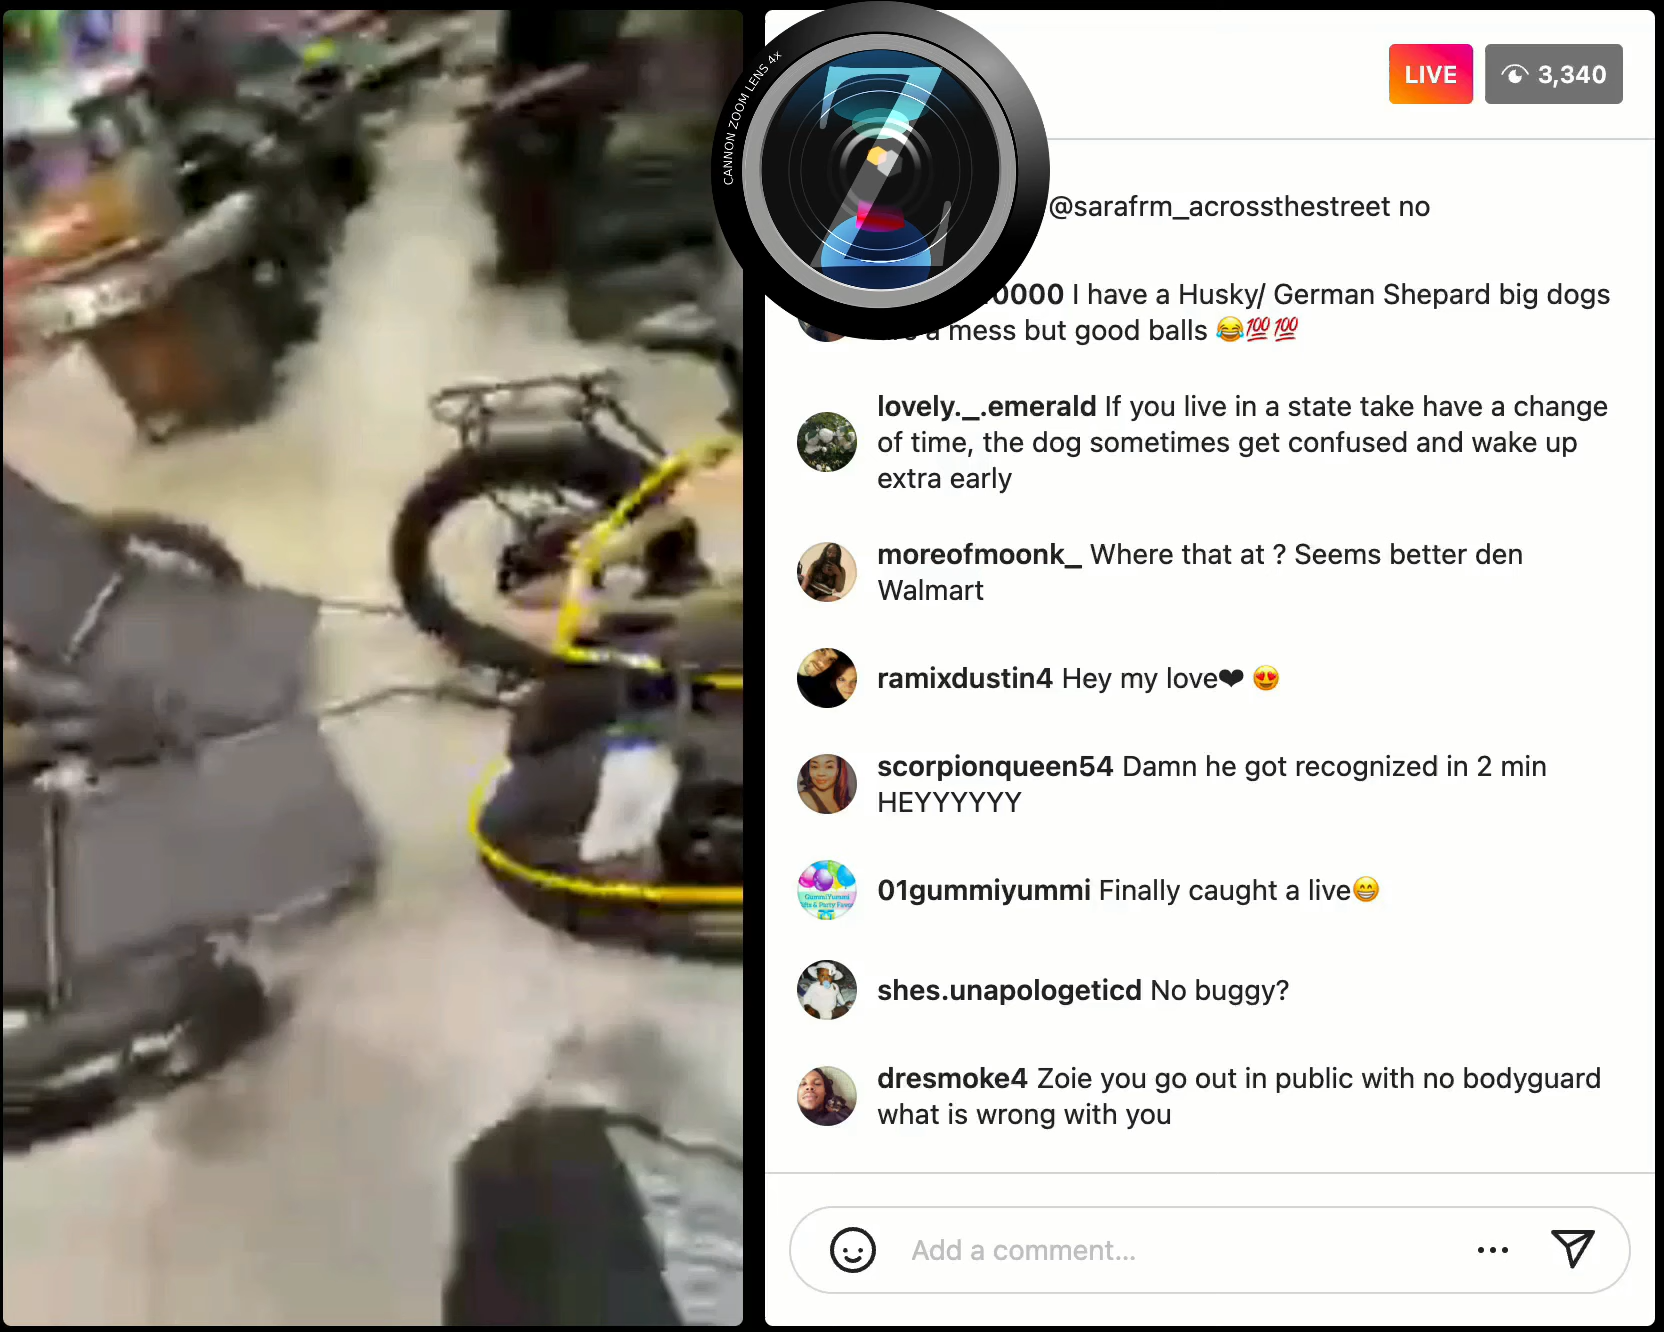 CANNON ZOOM LENS 4x
Z
LIVE
3,340
@sarafrm_acrossthestreet no
0000 I have a Husky/ German Shepard big dogs
a mess but good balls 😂💯💯
lovely._.emerald If you live in a state take have a change
of time, the dog sometimes get confused and wake up
extra early
moreofmoonk_ Where that at ? Seems better den
Walmart
ramixdustin4 Hey my love❤ 😍
scorpionqueen54 Damn he got recognized in 2 min
HEYYYYYY
GummiYummi
01gummiyummi Finally caught a live😁
shes.unapologeticd No buggy?
dresmoke4 Zoie you go out in public with no bodyguard
what is wrong with you
Add a comment...